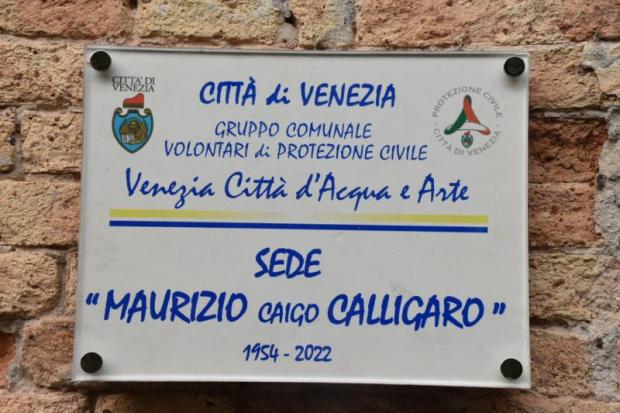 CITTÀ DI
VENEZIA
CITTÀ di VENEZIA
GRUPPO COMUNALE
VOLONTARI di PROTEZIONE CIVILE
PROTEZIONE CIVILE
CITTÀ DI VENEZIA
Venezia Città d'Acqua e Arte
SEDE
"MAURIZIO CAIGO CALLIGARO"
1954 - 2022